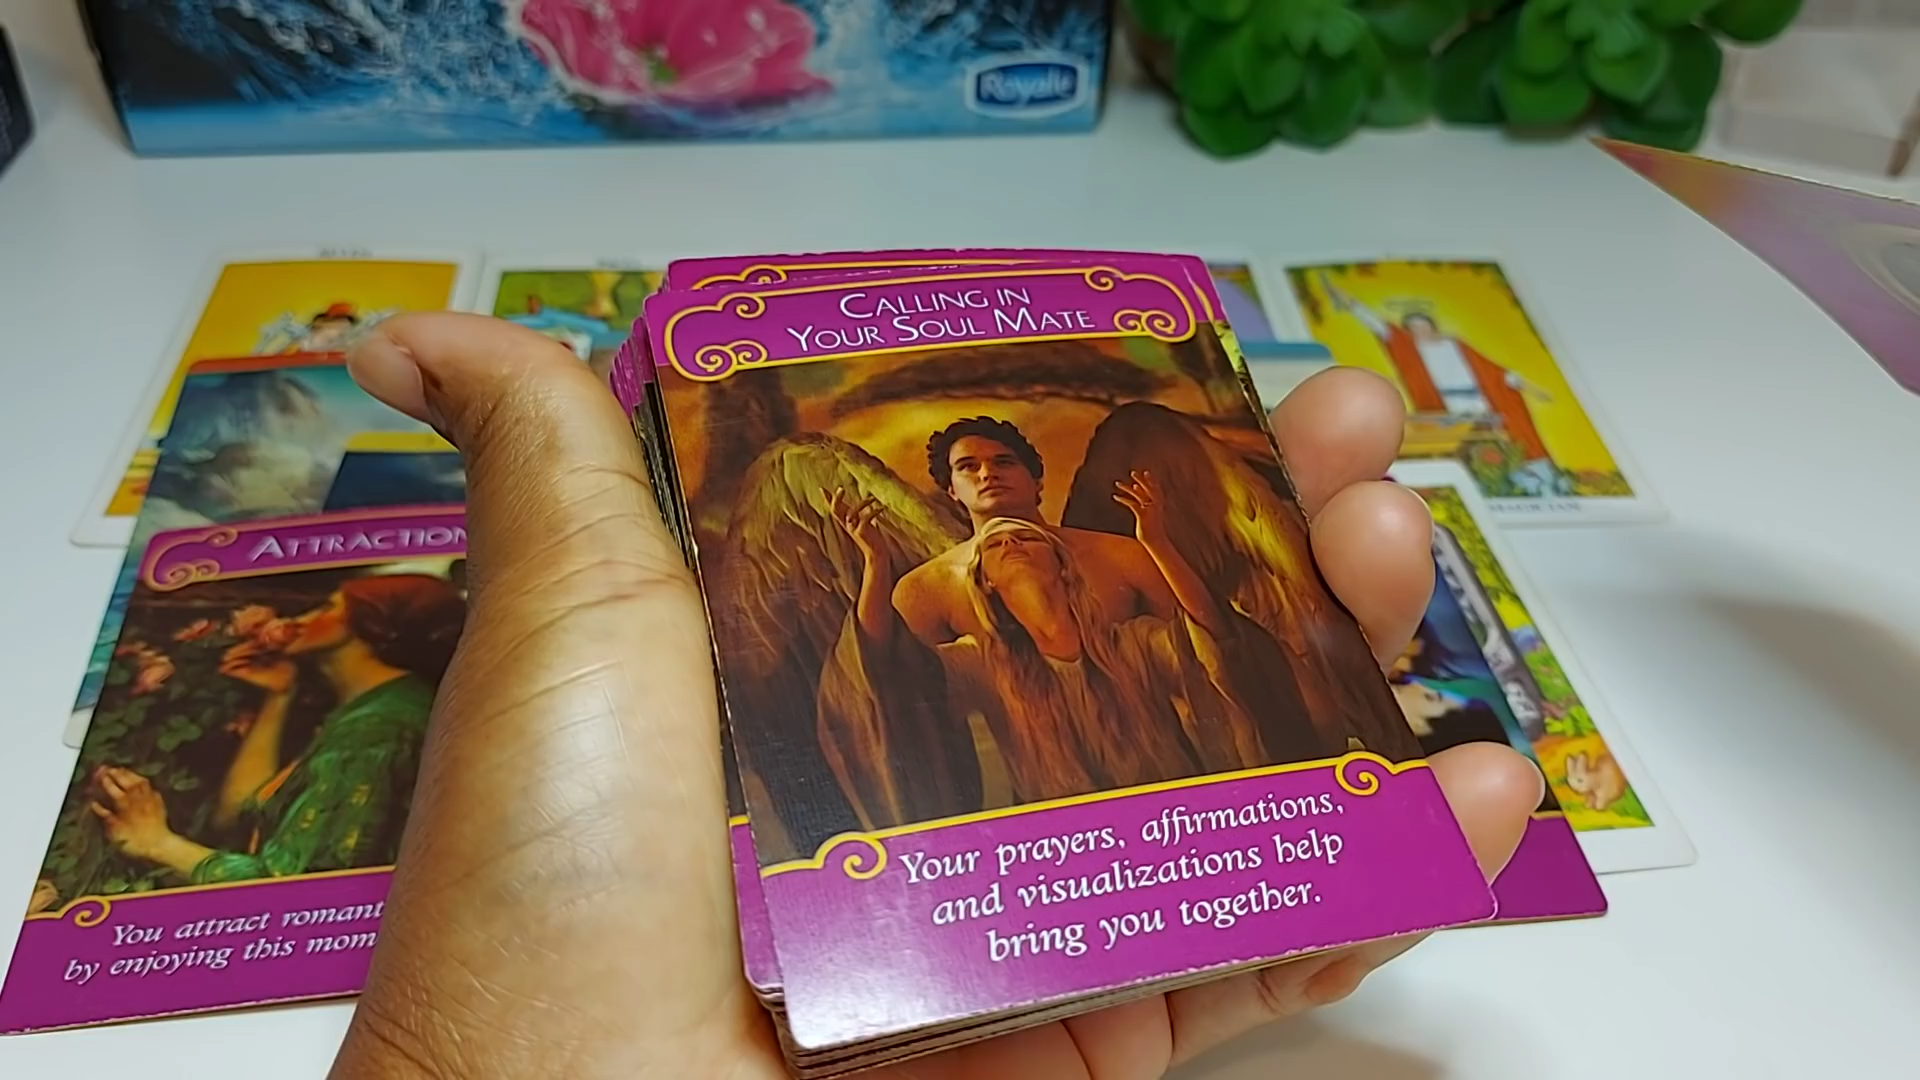 Royale
CALLING IN
YOUR SOUL MATE
ATTRACTION
You attract romant
by enjoying this mom
Your prayers, affirmations,
and visualizations help
bring you together.